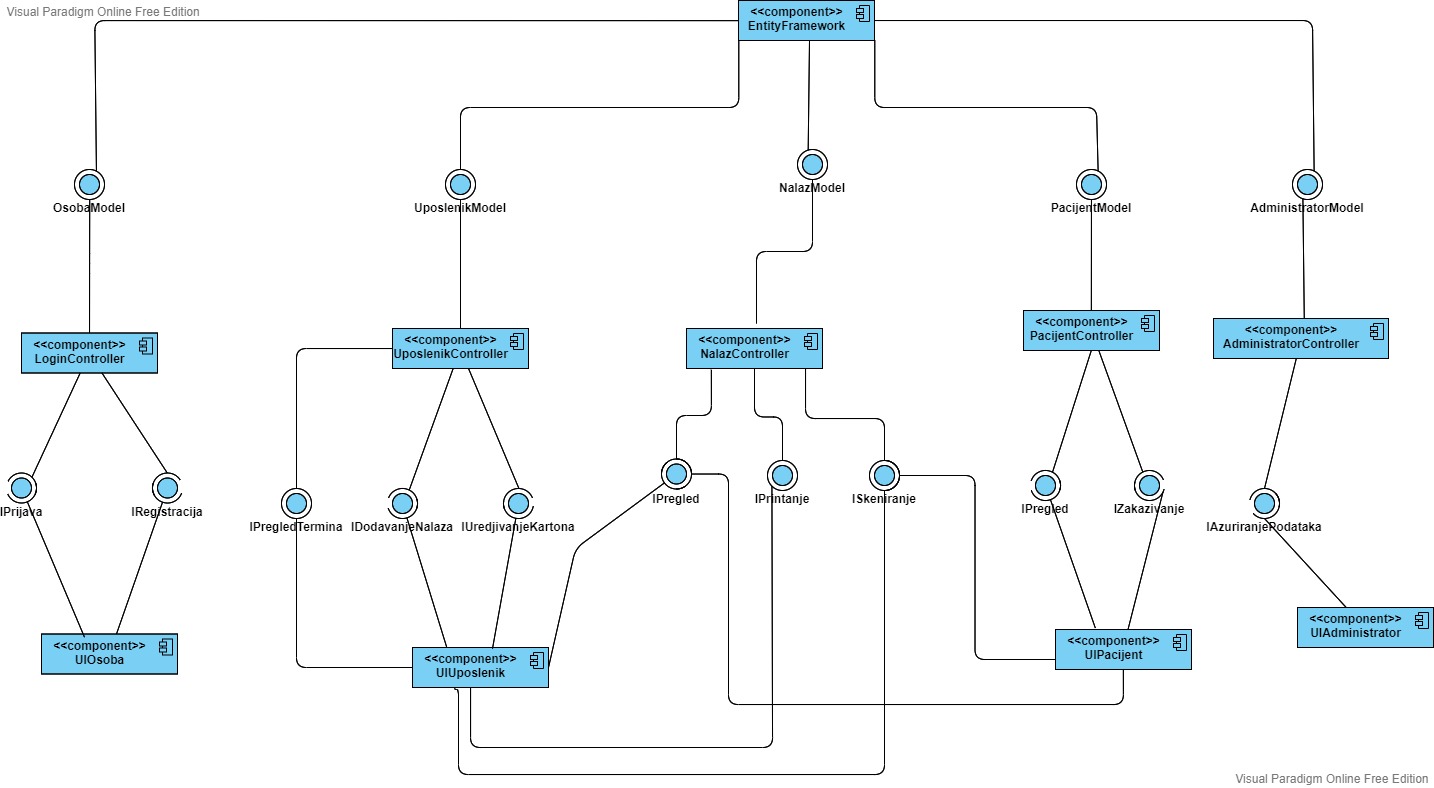 Visual Paradigm Online Free Edition
<<component>>
EntityFramework
OsobaModel
UposlenikModel
NalazModel
PacijentModel
AdministratorModel
<<component>>
LoginController
<<component>>
UposlenikController
<<component>>
NalazController
<<component>>
PacijentController
<<component>>
AdministratorController
IPrijava
IRegistracija
IPregledTermina
IDodavanjeNalaza
IUredjivanjeKartona
IPregled
IPrintanje
ISkeniranje
IPregled
IZakazivanje
IAzuriranjePodataka
<<component>>
UIOsoba
<<component>>
UIUposlenik
<<component>>
UIPacijent
<<component>>
UIAdministrator
Visual Paradigm Online Free Edition